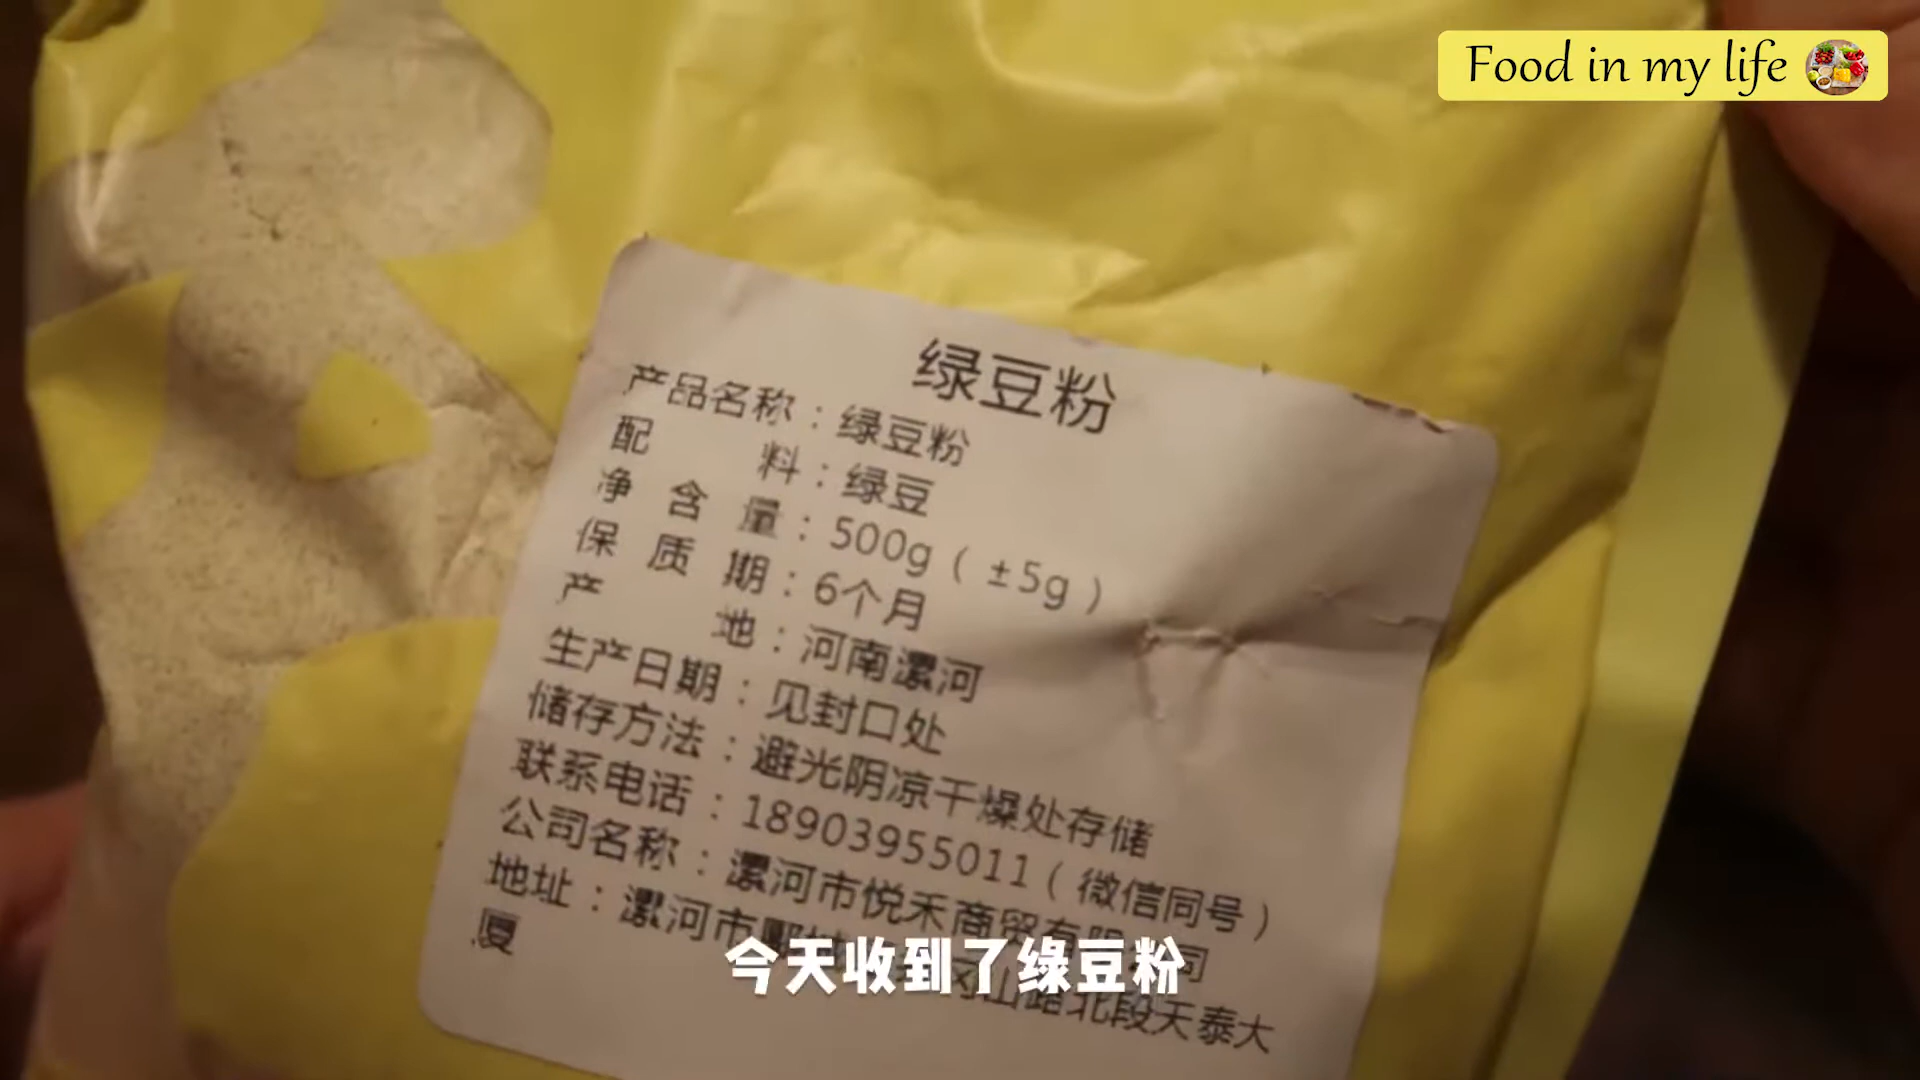 Food in my life
绿豆粉
产品名称：绿豆粉
配料：绿豆
净含量：500g（±5g）
保质期：6个月
产地：河南漯河
生产日期：见封口处
储存方法：避光阴凉干燥处存储
联系电话：18903955011（微信同号）
公司名称：漯河市悦禾商贸有限公司
地址：漯河市郾城 山路北段天泰大
厦
今天收到了绿豆粉